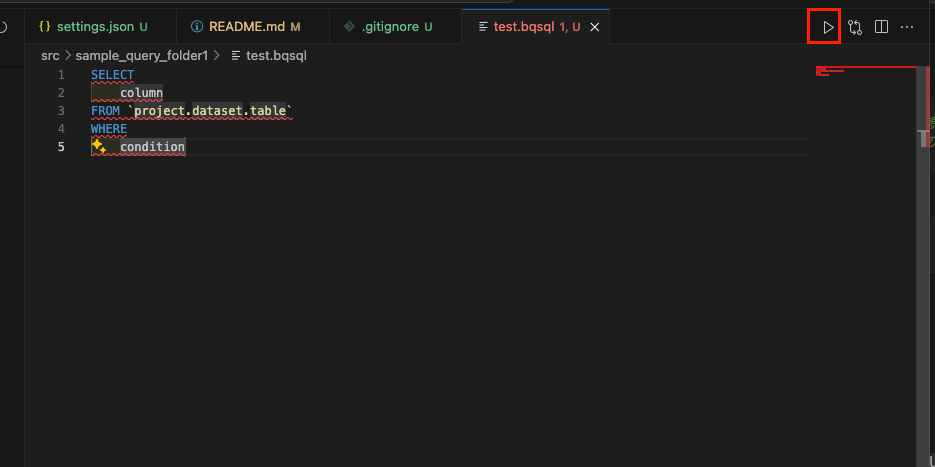 {} settings.json U
README.md M
.gitignore U
test.bqsql 1, U
src > sample_query_folder1 > test.bqsql
1 SELECT
2 column
3 FROM `project.dataset.table`
4 WHERE
5 condition